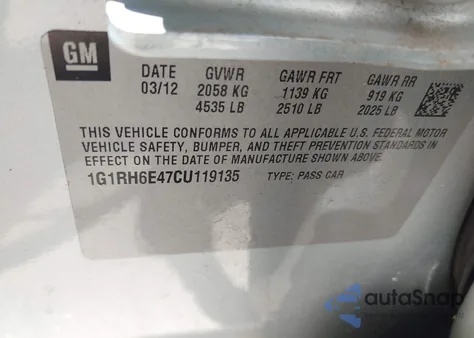 GM
DATE GVWR GAWR FRT GAWR RR
03/12 2058 KG 1139 KG 919 KG
4535 LB 2510 LB 2025 LB
THIS VEHICLE CONFORMS TO ALL APPLICABLE U.S. FEDERAL MOTOR
VEHICLE SAFETY, BUMPER, AND THEFT PREVENTION STANDARDS IN
EFFECT ON THE DATE OF MANUFACTURE SHOWN ABOVE.
1G1RH6E47CU119135 TYPE: PASS CAR
autoSnap